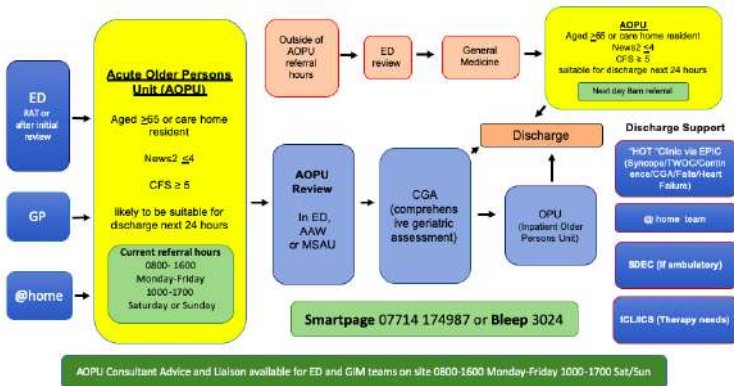 ED
RAT or
after initial
review
GP
@home
Acute Older Persons
Unit (AOPU)
Aged ≥65 or care home
resident
News2 ≤4
CFS ≥ 5
likely to be suitable for
discharge next 24 hours
Current referral hours
0800- 1600
Monday-Friday
1000-1700
Saturday or Sunday
Outside of
AOPU
referral
hours
ED
review
General
Medicine
AOPU
Aged ≥65 or care home resident
News2 ≤4
CFS ≥ 5
suitable for discharge next 24 hours
Next day 8am referral
AOPU
Review
In ED,
AAW
or MSAU
CGA
(comprehens
ive geriatric
assessment)
Discharge
OPU
(Inpatient Older
Persons Unit)
Discharge Support
"HOT "Clinic via EPIC
(Syncope/TWOC/Contin
ence/CGA/Falls/Heart
Failure)
@ home team
SDEC (If ambulatory)
ICL/ICS (Therapy needs)
Smartpage 07714 174987 or Bleep 3024
AOPU Consultant Advice and Liaison available for ED and GIM teams on site 0800-1600 Monday-Friday 1000-1700 Sat/Sun